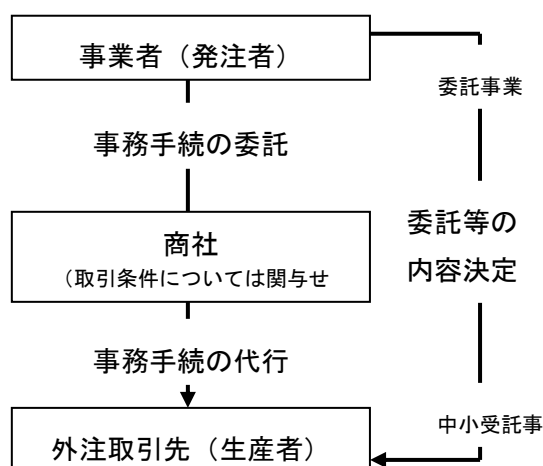 事業者（発注者）
委託事業
事務手続の委託
商社
（取引条件については関与せ
委託等の
内容決定
事務手続の代行
中小受託事
外注取引先（生産者）